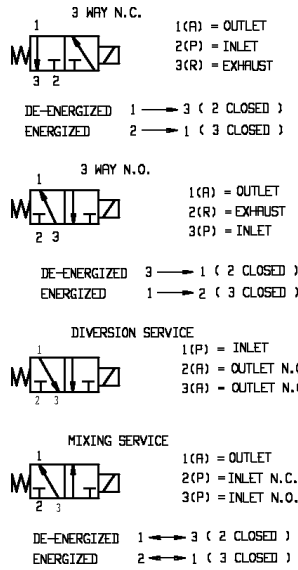 3 WAY N.C.
1
3 2
1(A) = OUTLET
2(P) = INLET
3(R) = EXHAUST
DE-ENERGIZED 1 → 3 ( 2 CLOSED )
ENERGIZED 2 → 1 ( 3 CLOSED )
3 WAY N.O.
1
2 3
1(A) = OUTLET
2(R) = EXHAUST
3(P) = INLET
DE-ENERGIZED 3 → 1 ( 2 CLOSED )
ENERGIZED 1 → 2 ( 3 CLOSED )
DIVERSION SERVICE
1
2 3
1(P) = INLET
2(A) = OUTLET N.C
3(A) = OUTLET N.
MIXING SERVICE
1
2 3
1(A) = OUTLET
2(P) = INLET N.C.
3(P) = INLET N.O.
DE-ENERGIZED 1 ↔ 3 ( 2 CLOSED )
ENERGIZED 2 ↔ 1 ( 3 CLOSED )